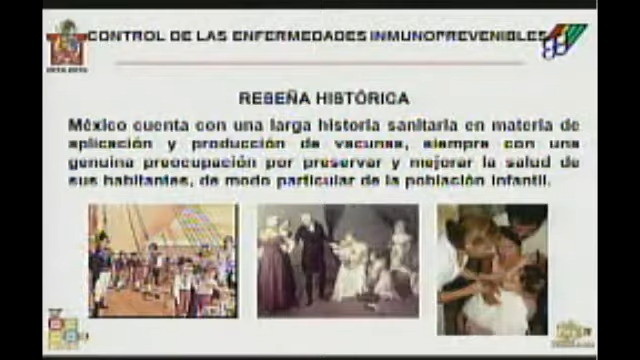 CONTROL DE LAS ENFERMEDADES INMUNOPREVENIBLES
RESEÑA HISTÓRICA
México cuenta con una larga historia sanitaria en materia de
aplicación y producción de vacunas, siempre con una
genuina preocupación por preservar y mejorar la salud de
sus habitantes, de modo particular de la población infantil.